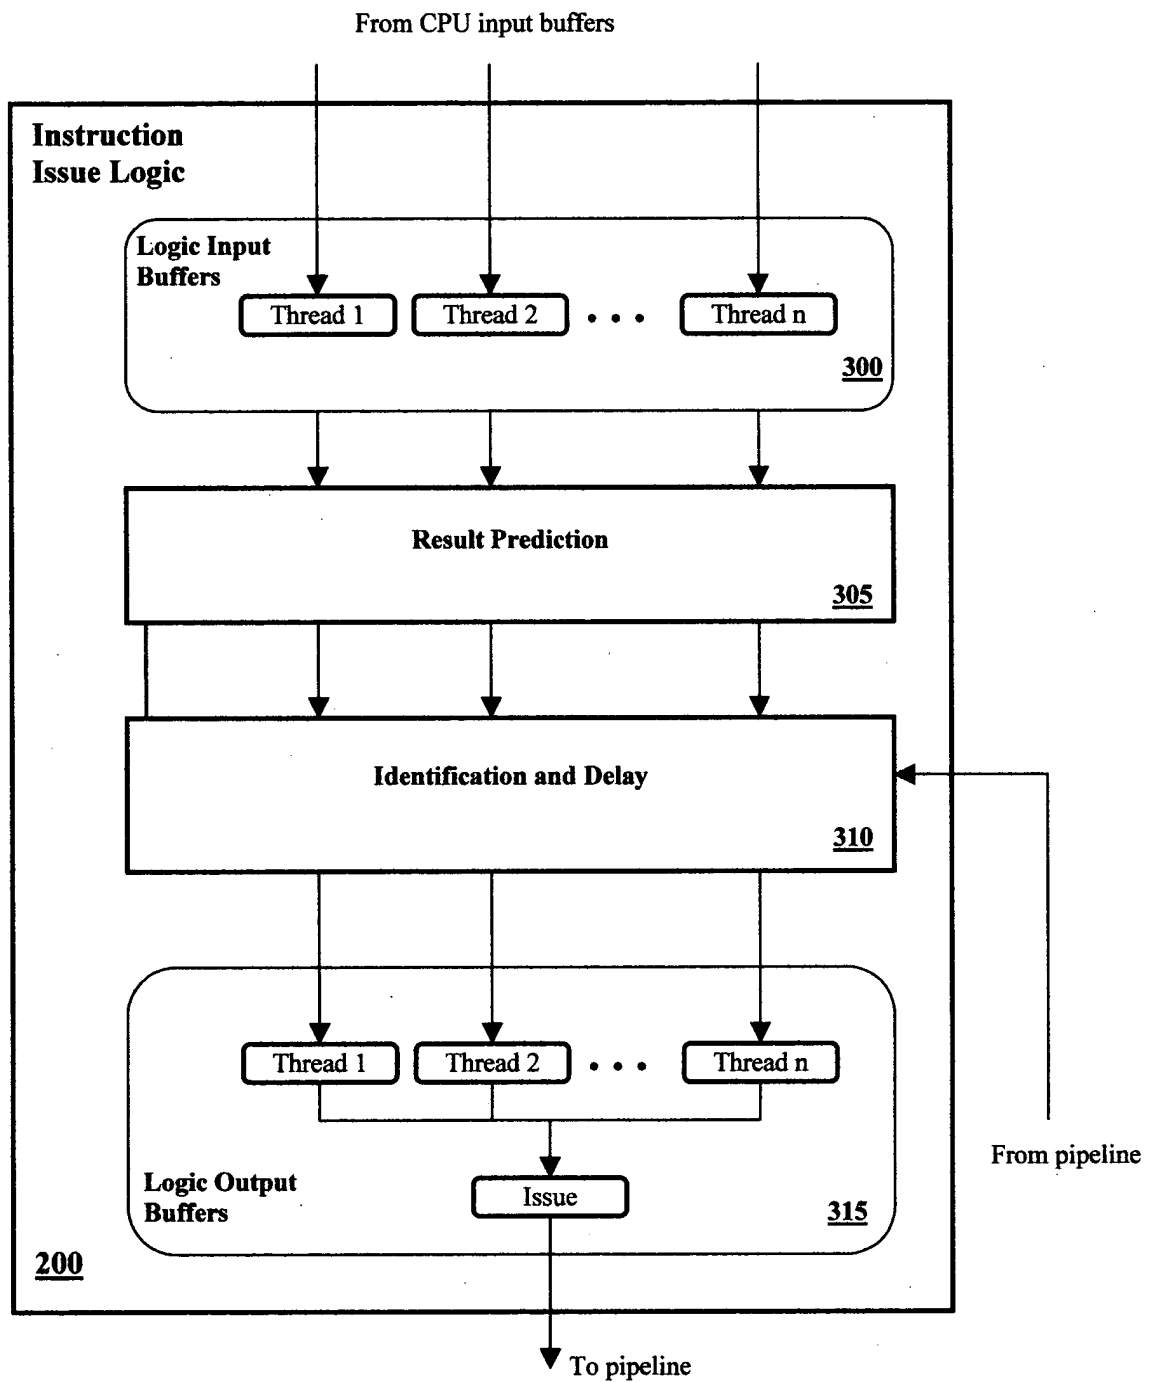 From CPU input buffers
Instruction
Issue Logic
Logic Input
Buffers
Thread 1
Thread 2
• • •
Thread n
300
Result Prediction
305
Identification and Delay
310
Thread 1
Thread 2
• • •
Thread n
From pipeline
Logic Output
Buffers
Issue
315
200
To pipeline